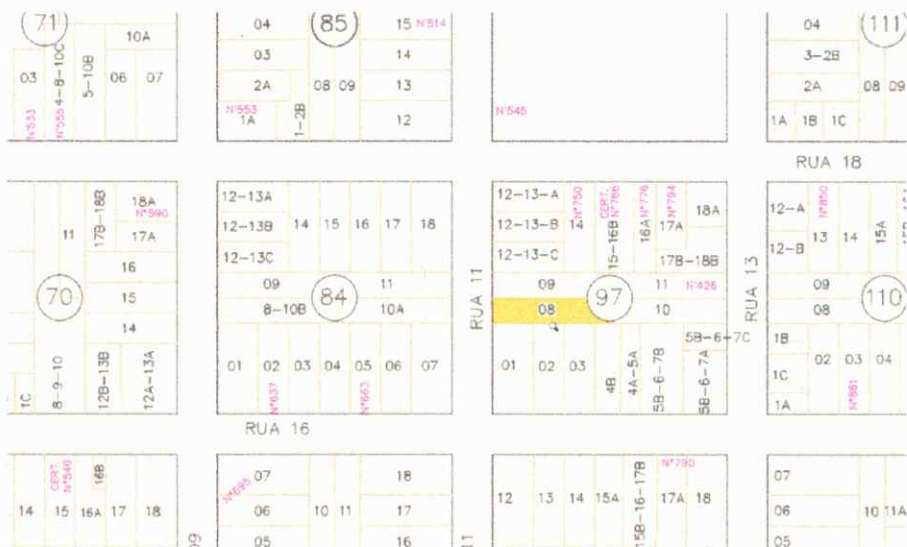 71
10A
03
4-8-10C
5-10B
06
07
N°533
N°555
04
85
15 N°514
03
14
2A
08 09
13
N°553
1A
1-2B
12
N°545
04
111
3-2B
2A
08 09
1A 1B 1C
RUA 18
11
17B-18B
18A
N°590
17A
16
70
15
14
1C
8-9-10
12B-13B
12A-13A
12-13A
12-13B
14 15 16 17 18
12-13C
09
84
11
8-10B
10A
01 02 03 04 05 06 07
N°637
N°663
RUA 16
RUA 11
12-13-A
N°750
CERT.
N°766
N°776
N°794
18A
12-13-B
14
15-16B
16A
17A
12-13-C
17B-18B
09
97
11
N°426
08
10
5B-6-7C
01 02 03
4B
4A-5A
5B-6-7B
5B-6-7A
RUA 13
12-A
N°850
12-B
13
14
15A
09
110
08
1B
02 03 04
1C
N°881
1A
CERT.
N°546
16B
14 15 16A 17 18
09
N°695
07
18
06
10 11
17
05
16
11
N°790
12 13 14 15A
15B-16-17B
17A 18
07
06
10 11A
05